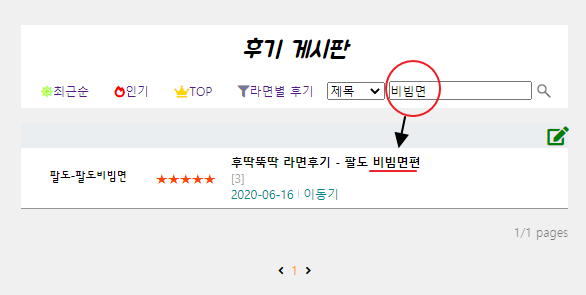 후기 게시판
최근순 인기 TOP 라면별 후기 제목 비빔면
팔도-팔도비빔면
후딱뚝딱 라면후기 - 팔도 비빔면편
[3]
2020-06-16 | 이동기
1/1 pages
1